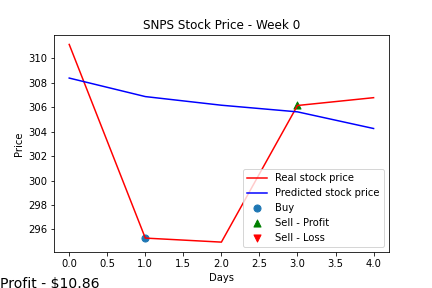 SNPS Stock Price - Week 0
Price
310
308
306
304
302
300
298
296
Real stock price
Predicted stock price
Buy
Sell - Profit
Sell - Loss
0.0 0.5 1.0 1.5 2.0 2.5 3.0 3.5 4.0
Days
Profit - $10.86